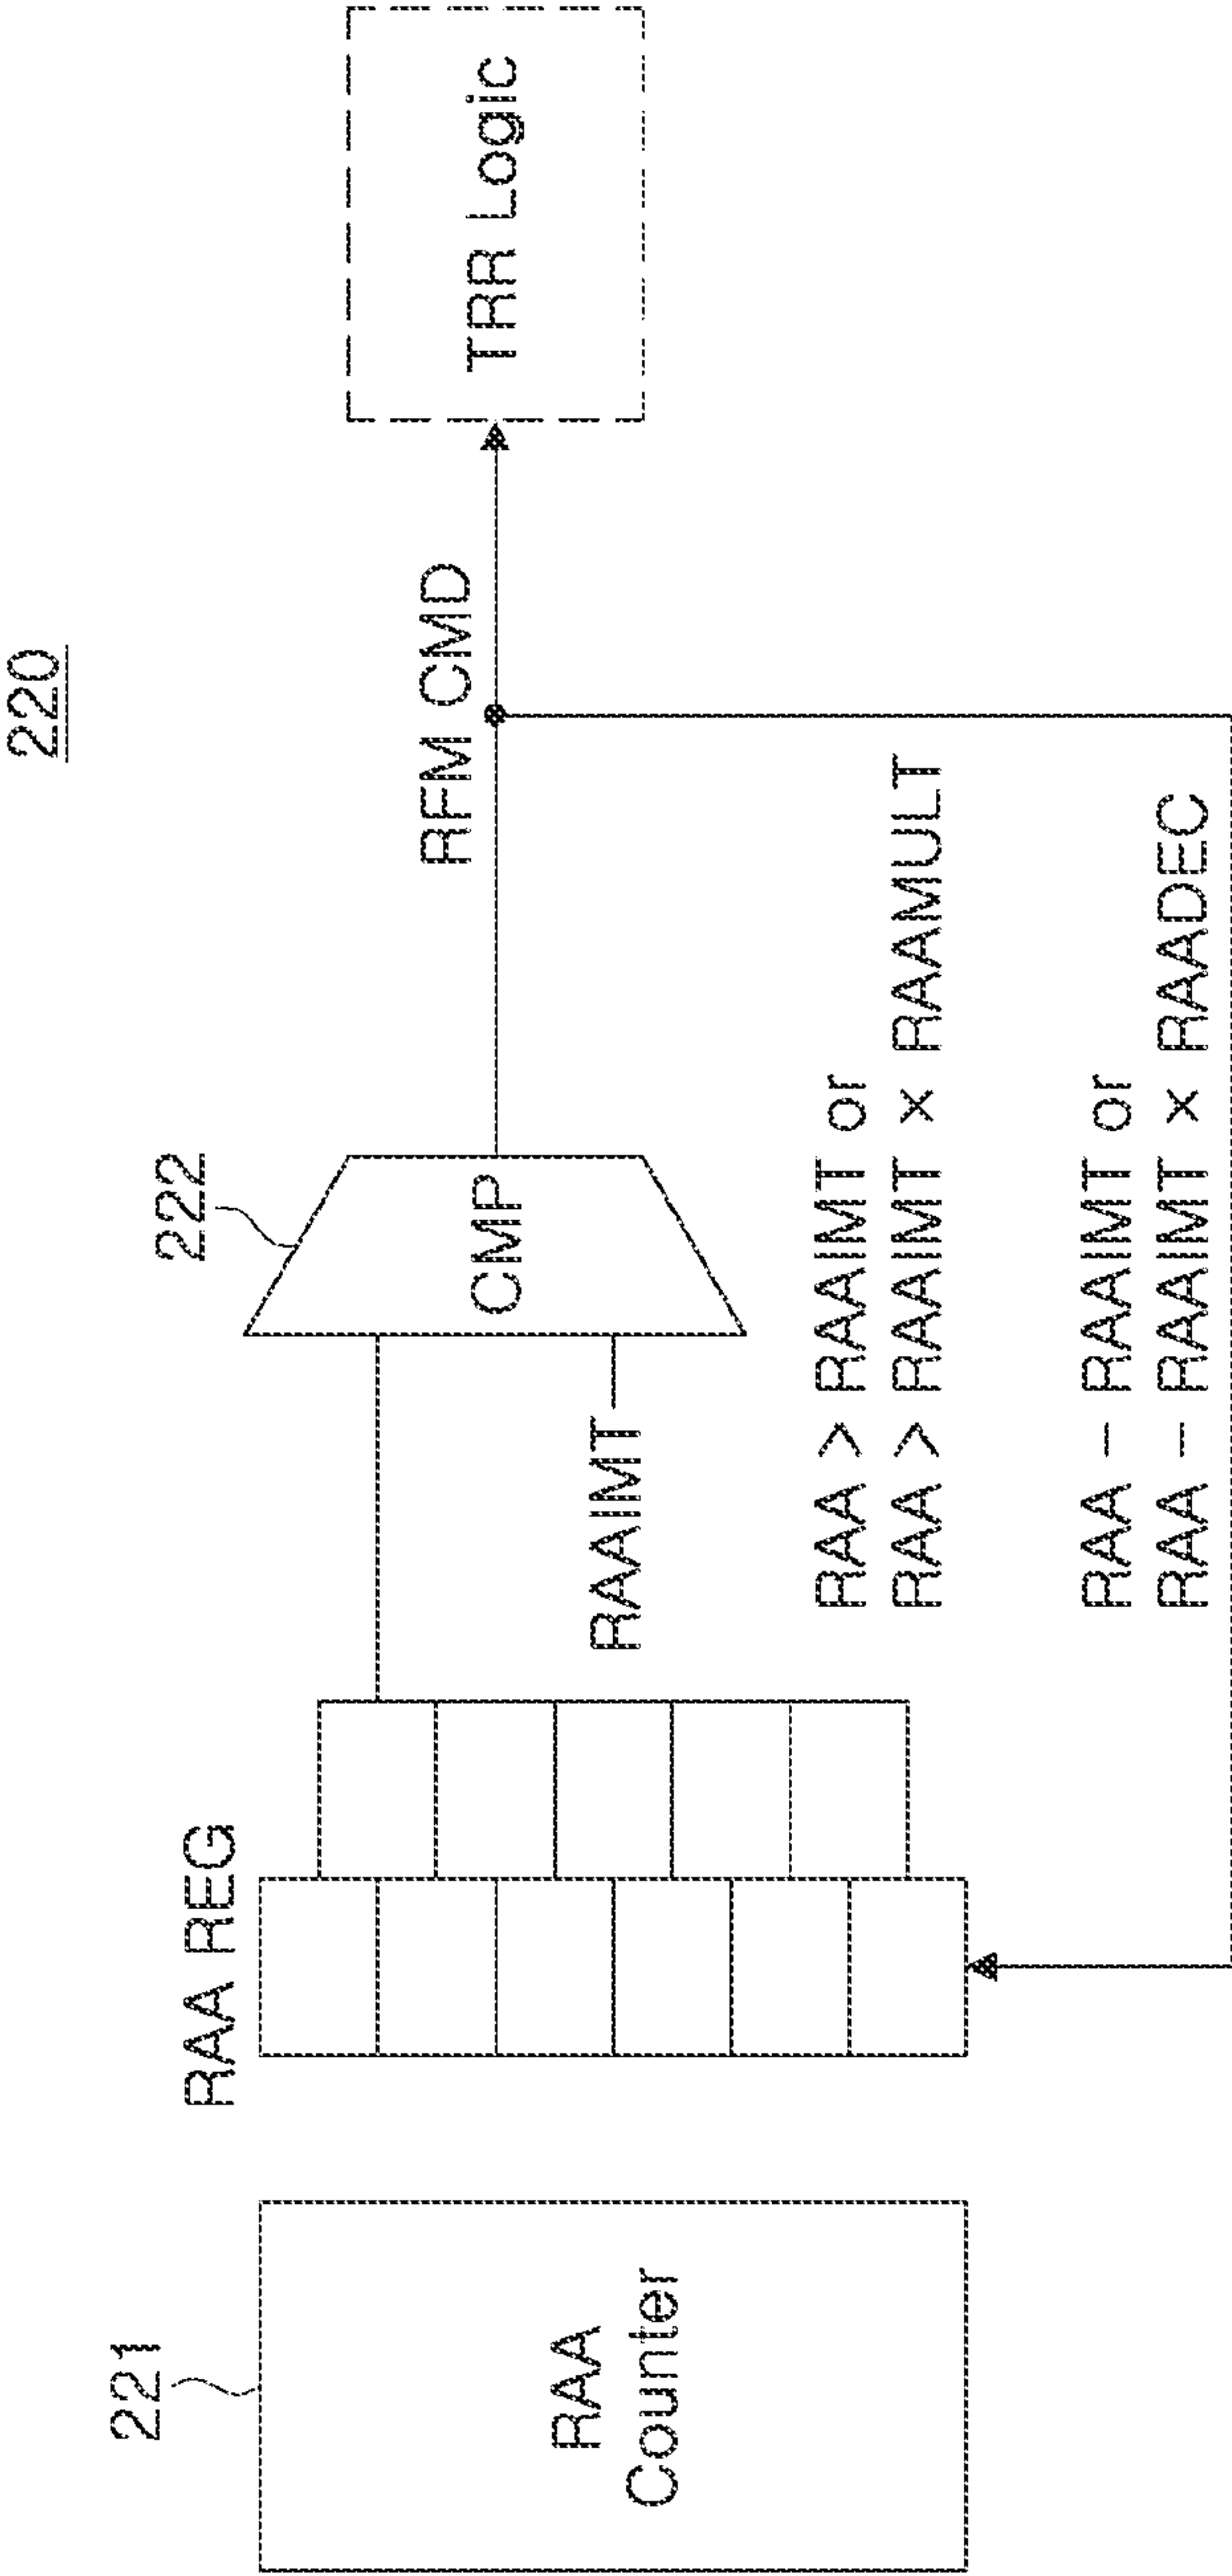 220
221
RAA
Counter
RAA REG
222
CMP
RAAIMT
RFM CMD
TRR Logic
RAA > RAAIMT or
RAA > RAAIMT × RAAMULT
RAA − RAAIMT or
RAA − RAAIMT × RAADEC